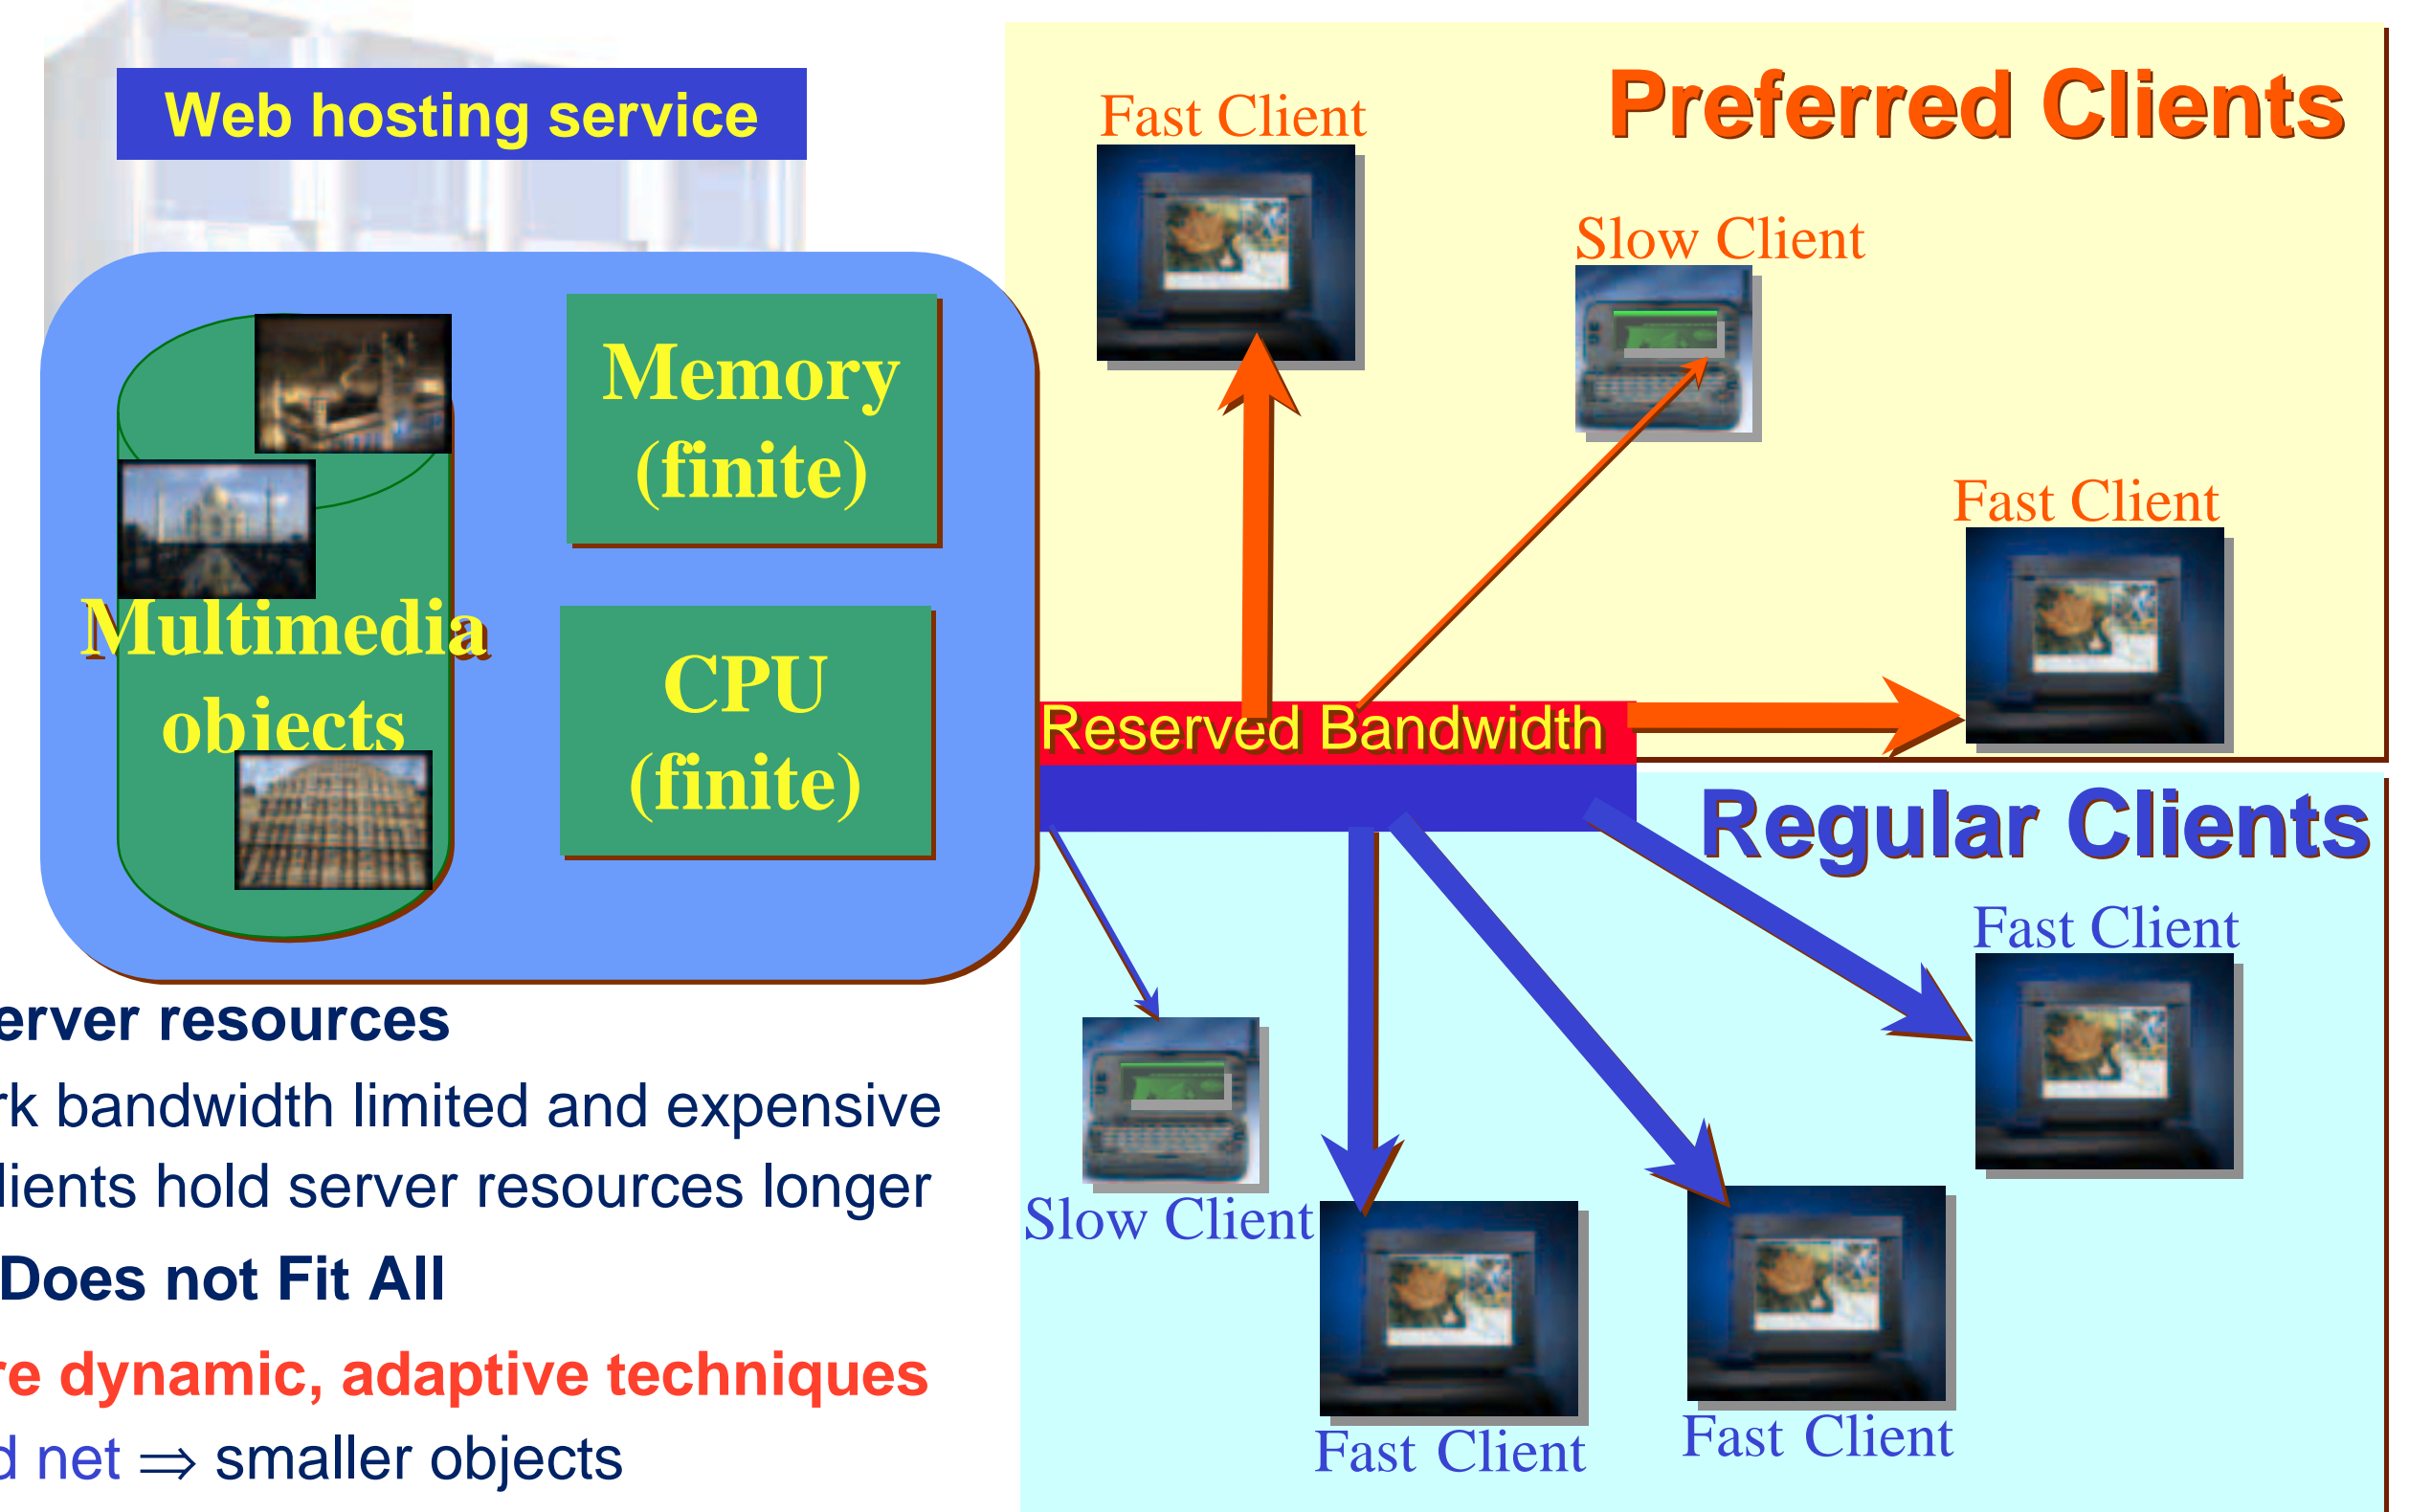 Web hosting service
Memory
(finite)
Multimedia
objects
CPU
(finite)
Preferred Clients
Fast Client
Slow Client
Fast Client
Reserved Bandwidth
Regular Clients
Fast Client
Slow Client
Fast Client
Fast Client
erver resources
rk bandwidth limited and expensive
lients hold server resources longer
Does not Fit All
re dynamic, adaptive techniques
d net ⇒ smaller objects